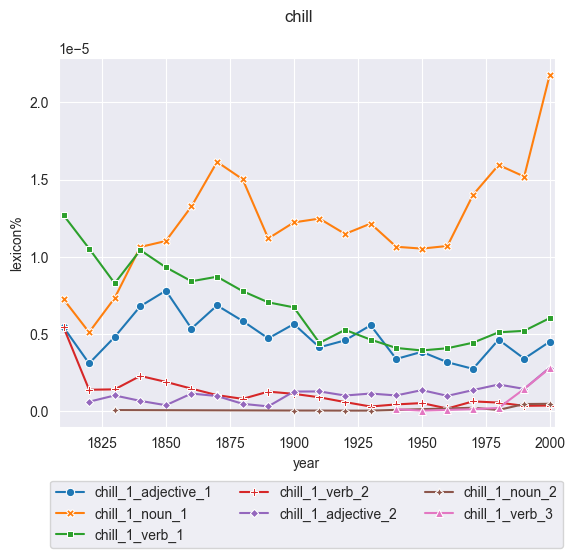 chill
1e−5
2.0
1.5
1.0
0.5
0.0
lexicon%
1825 1850 1875 1900 1925 1950 1975 2000
year
chill_1_adjective_1 chill_1_verb_2 chill_1_noun_2
chill_1_noun_1 chill_1_adjective_2 chill_1_verb_3
chill_1_verb_1